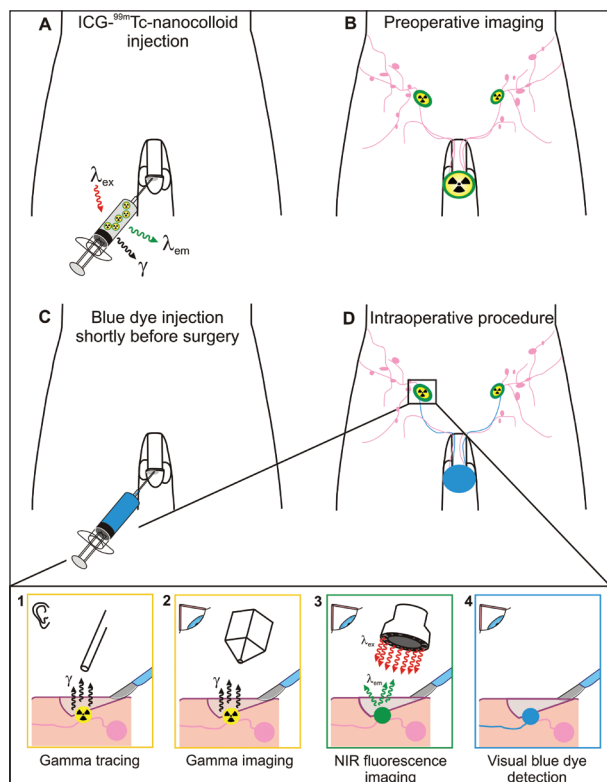 A
ICG-⁹⁹ᵐTc-nanocolloid
injection
λex
λem
γ
B
Preoperative imaging
C
Blue dye injection
shortly before surgery
D
Intraoperative procedure
1
γ
Gamma tracing
2
γ
Gamma imaging
3
λex
λem
NIR fluorescence
imaging
4
Visual blue dye
detection